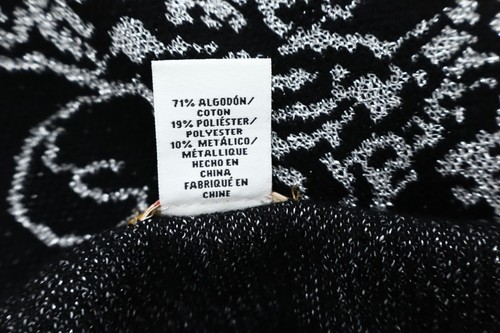 71% ALGODÓN/
COTON
19% POLIÉSTER/
POLYESTER
10% METÁLICO/
MÉTALLIQUE
HECHO EN
CHINA
FABRIQUÉ EN
CHINE